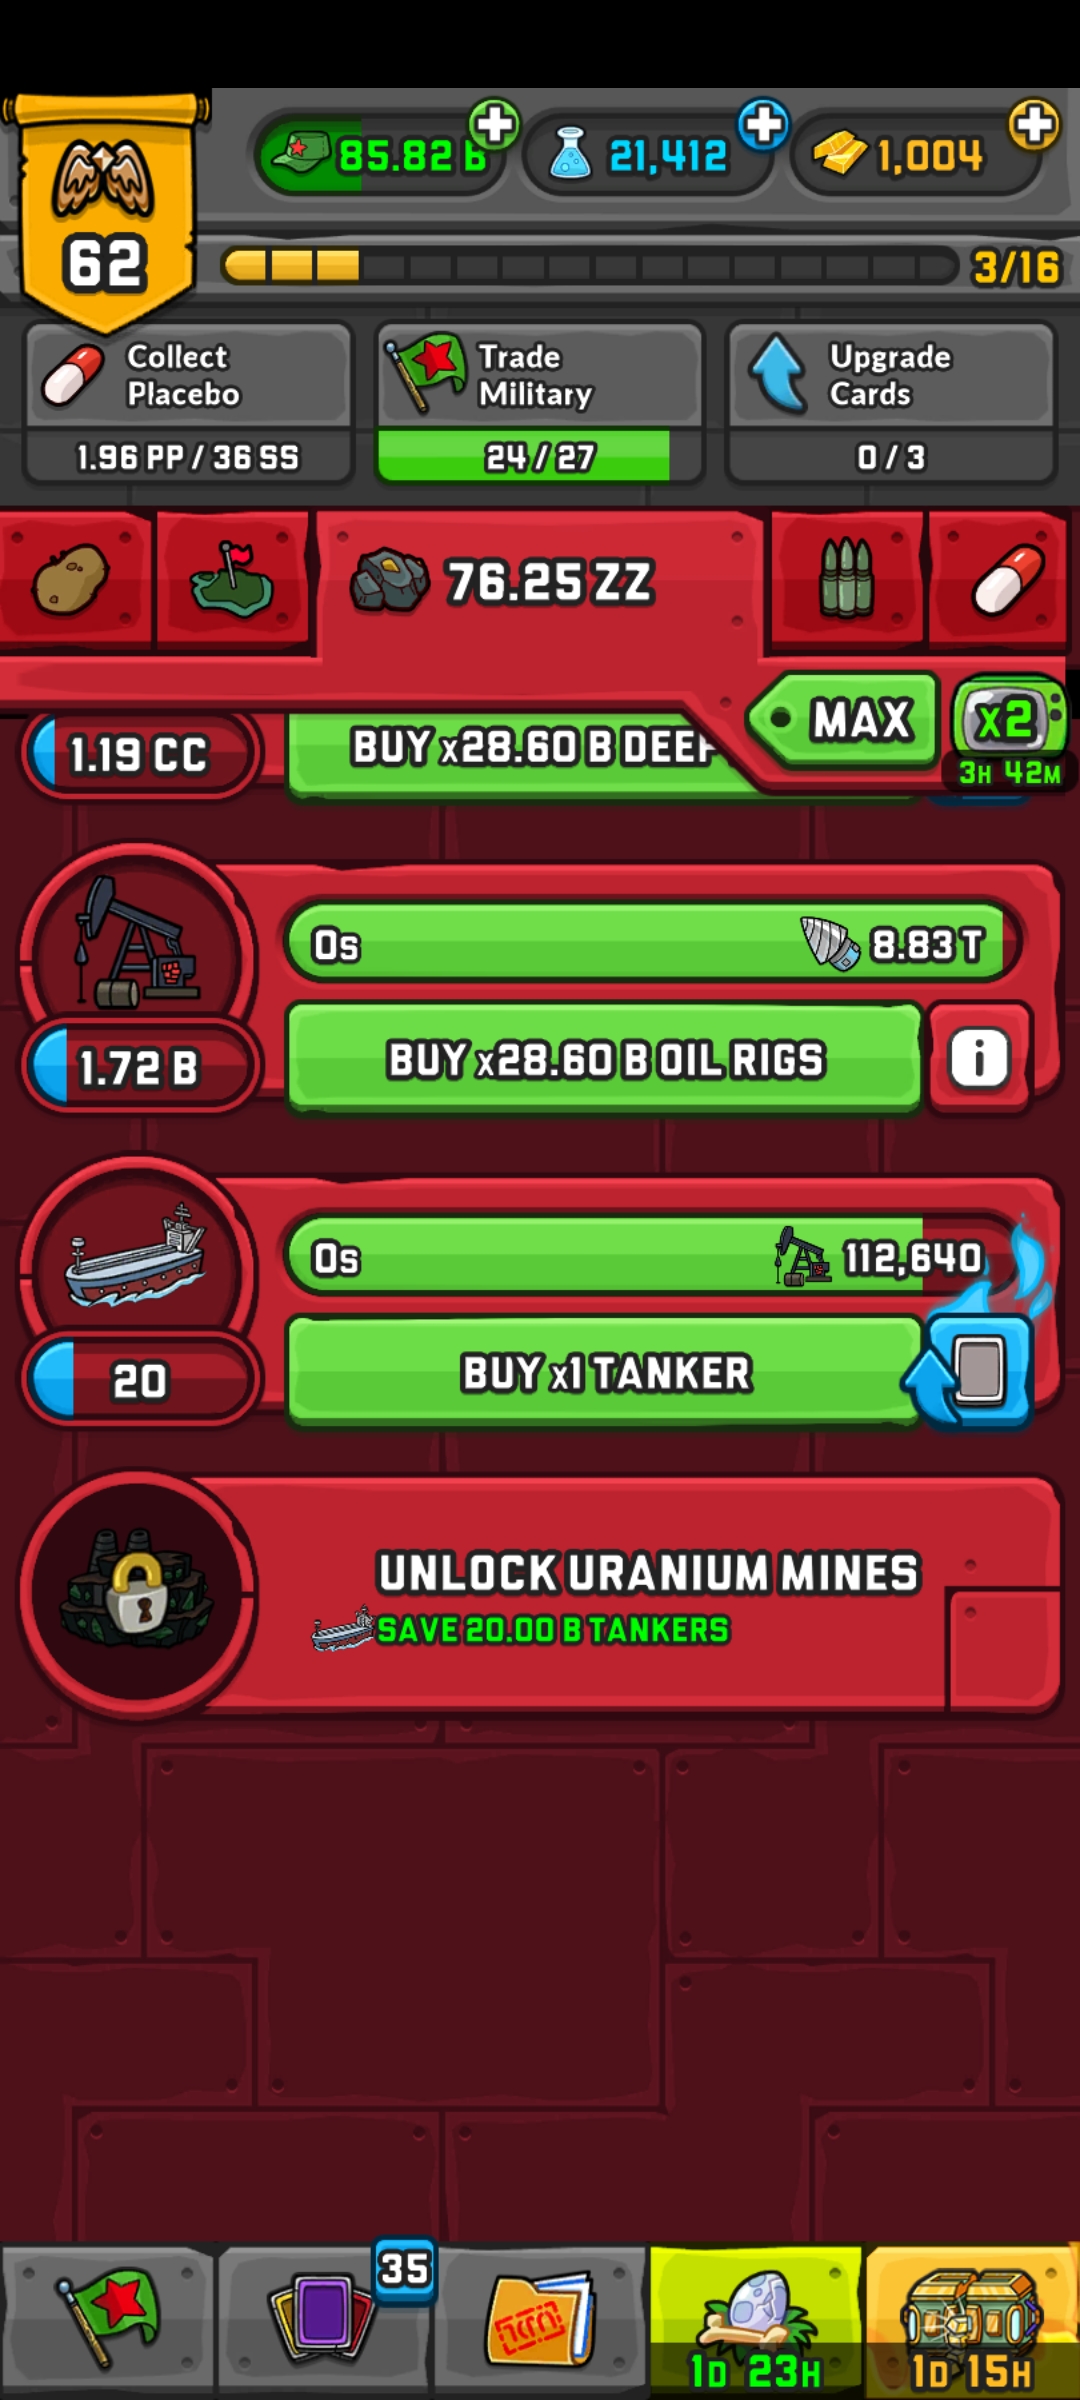 62
85.82 B
21,412
1,004
3/16
Collect
Placebo
1.96 PP / 36 SS
Trade
Military
24 / 27
Upgrade
Cards
0 / 3
76.25 ZZ
MAX
x2
3H 42M
1.19 CC
BUY x28.60 B DEEP
0s
8.83 T
1.72 B
BUY x28.60 B OIL RIGS
i
0s
112,640
20
BUY x1 TANKER
UNLOCK URANIUM MINES
SAVE 20.00 B TANKERS
35
1D 23H
1D 15H